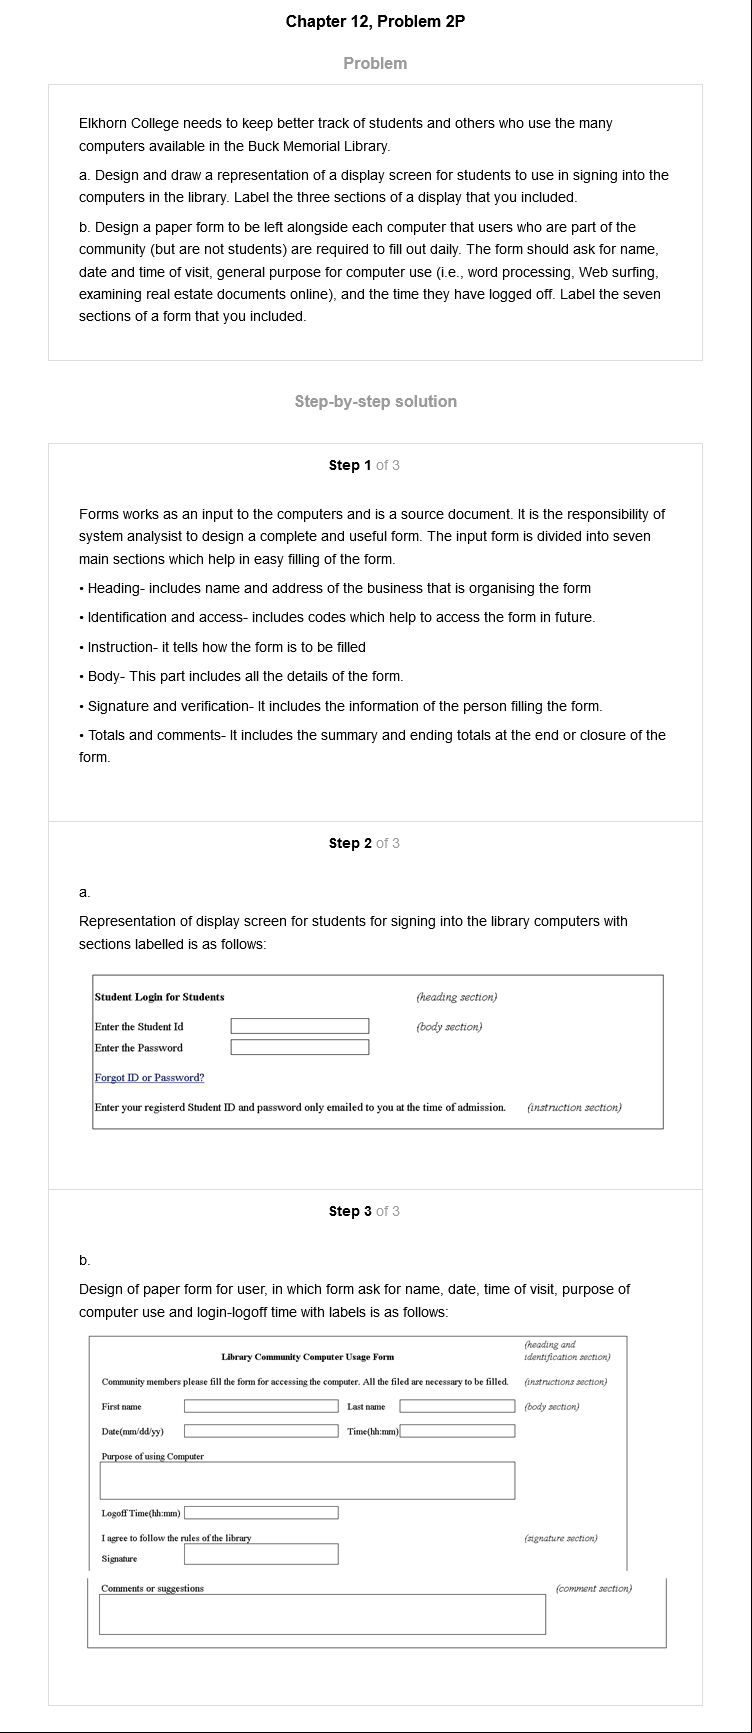 Chapter 12, Problem 2P
Problem
Elkhorn College needs to keep better track of students and others who use the many
computers available in the Buck Memorial Library.
a. Design and draw a representation of a display screen for students to use in signing into the
computers in the library. Label the three sections of a display that you included.
b. Design a paper form to be left alongside each computer that users who are part of the
community (but are not students) are required to fill out daily. The form should ask for name,
date and time of visit, general purpose for computer use (i.e., word processing, Web surfing,
examining real estate documents online), and the time they have logged off. Label the seven
sections of a form that you included.
Step-by-step solution
Step 1 of 3
Forms works as an input to the computers and is a source document. It is the responsibility of
system analysist to design a complete and useful form. The input form is divided into seven
main sections which help in easy filling of the form.
• Heading- includes name and address of the business that is organising the form
• Identification and access- includes codes which help to access the form in future.
• Instruction- it tells how the form is to be filled
• Body- This part includes all the details of the form.
• Signature and verification- It includes the information of the person filling the form.
• Totals and comments- It includes the summary and ending totals at the end or closure of the
form.
Step 2 of 3
a.
Representation of display screen for students for signing into the library computers with
sections labelled is as follows:
Student Login for Students (heading section)
Enter the Student Id (body section)
Enter the Password
Forgot ID or Password?
Enter your registerd Student ID and password only emailed to you at the time of admission. (instruction section)
Step 3 of 3
b.
Design of paper form for user, in which form ask for name, date, time of visit, purpose of
computer use and login-logoff time with labels is as follows:
(heading and
Library Community Computer Usage Form identification section)
Community members please fill the form for accessing the computer. All the filed are necessary to be filled. (instructions section)
First name Last name (body section)
Date(mm/dd/yy) Time(hh:mm)
Purpose of using Computer
Logoff Time(hh:mm)
I agree to follow the rules of the library (signature section)
Signature
Comments or suggestions (comment section)